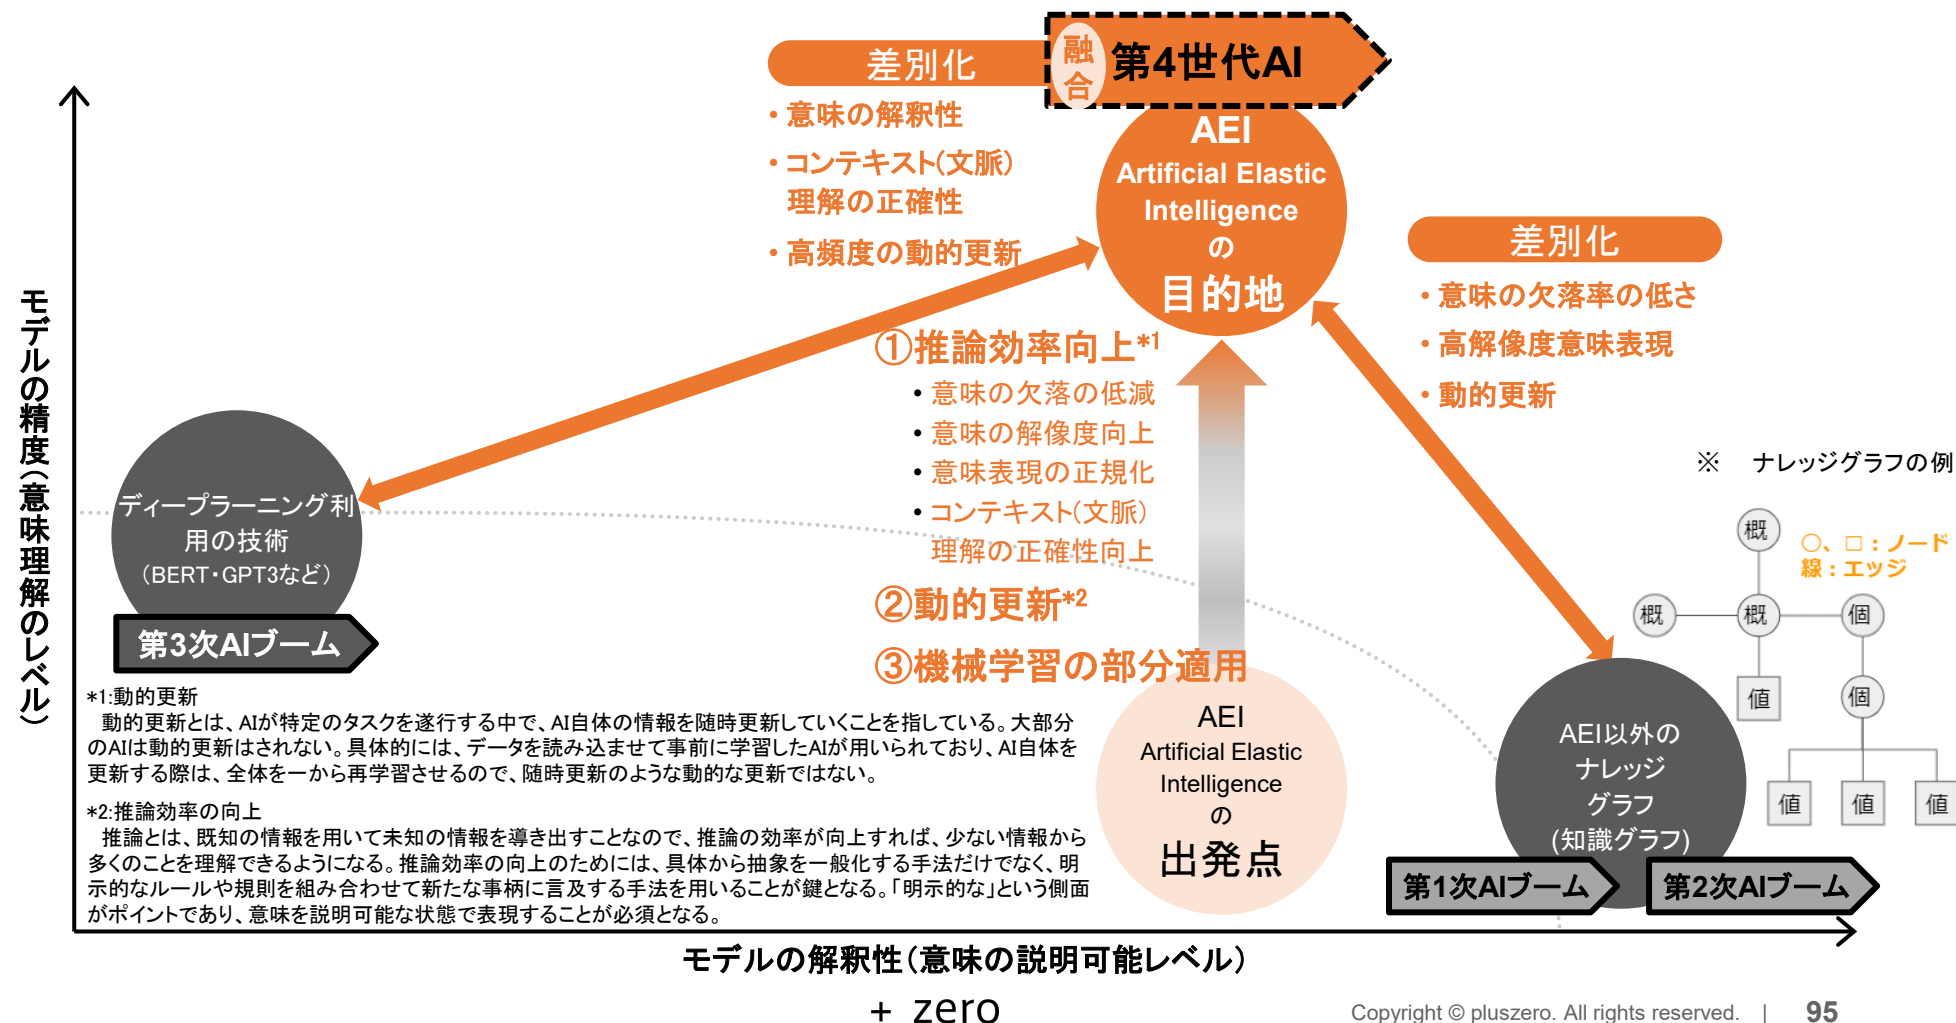 差別化
融合
第4世代AI
・意味の解釈性
・コンテキスト(文脈)
理解の正確性
・高頻度の動的更新
AEI
Artificial Elastic
Intelligence
の
目的地
差別化
・意味の欠落率の低さ
・高解像度意味表現
・動的更新
モデルの精度（意味理解のレベル）
①推論効率向上*1
• 意味の欠落の低減
• 意味の解像度向上
• 意味表現の正規化
• コンテキスト(文脈)
理解の正確性向上
②動的更新*2
③機械学習の部分適用
ディープラーニング利
用の技術
（BERT・GPT3など）
第3次AIブーム
※　ナレッジグラフの例
概
○、□：ノード
線：エッジ
概
概
個
値
個
値
値
値
*1:動的更新
動的更新とは、AIが特定のタスクを遂行する中で、AI自体の情報を随時更新していくことを指している。大部分
のAIは動的更新はされない。具体的には、データを読み込ませて事前に学習したAIが用いられており、AI自体を
更新する際は、全体を一から再学習させるので、随時更新のような動的な更新ではない。
*2:推論効率の向上
推論とは、既知の情報を用いて未知の情報を導き出すことなので、推論の効率が向上すれば、少ない情報から
多くのことを理解できるようになる。推論効率の向上のためには、具体から抽象を一般化する手法だけでなく、明
示的なルールや規則を組み合わせて新たな事柄に言及する手法を用いることが鍵となる。「明示的な」という側面
がポイントであり、意味を説明可能な状態で表現することが必須となる。
AEI
Artificial Elastic
Intelligence
の
出発点
AEI以外の
ナレッジ
グラフ
(知識グラフ)
第1次AIブーム
第2次AIブーム
モデルの解釈性（意味の説明可能レベル）
+ zero
Copyright © pluszero. All rights reserved. | 95